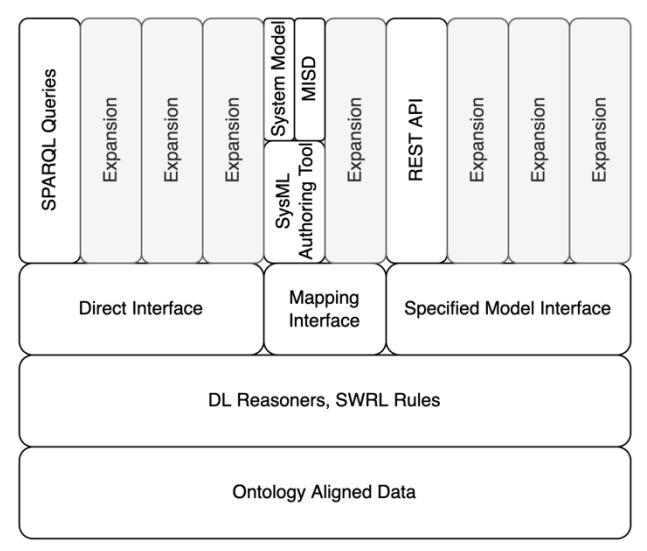 SPARQL Queries
Expansion
Expansion
Expansion
System Model
MISD
SysML
Authoring Tool
Expansion
REST API
Expansion
Expansion
Expansion
Direct Interface
Mapping
Interface
Specified Model Interface
DL Reasoners, SWRL Rules
Ontology Aligned Data